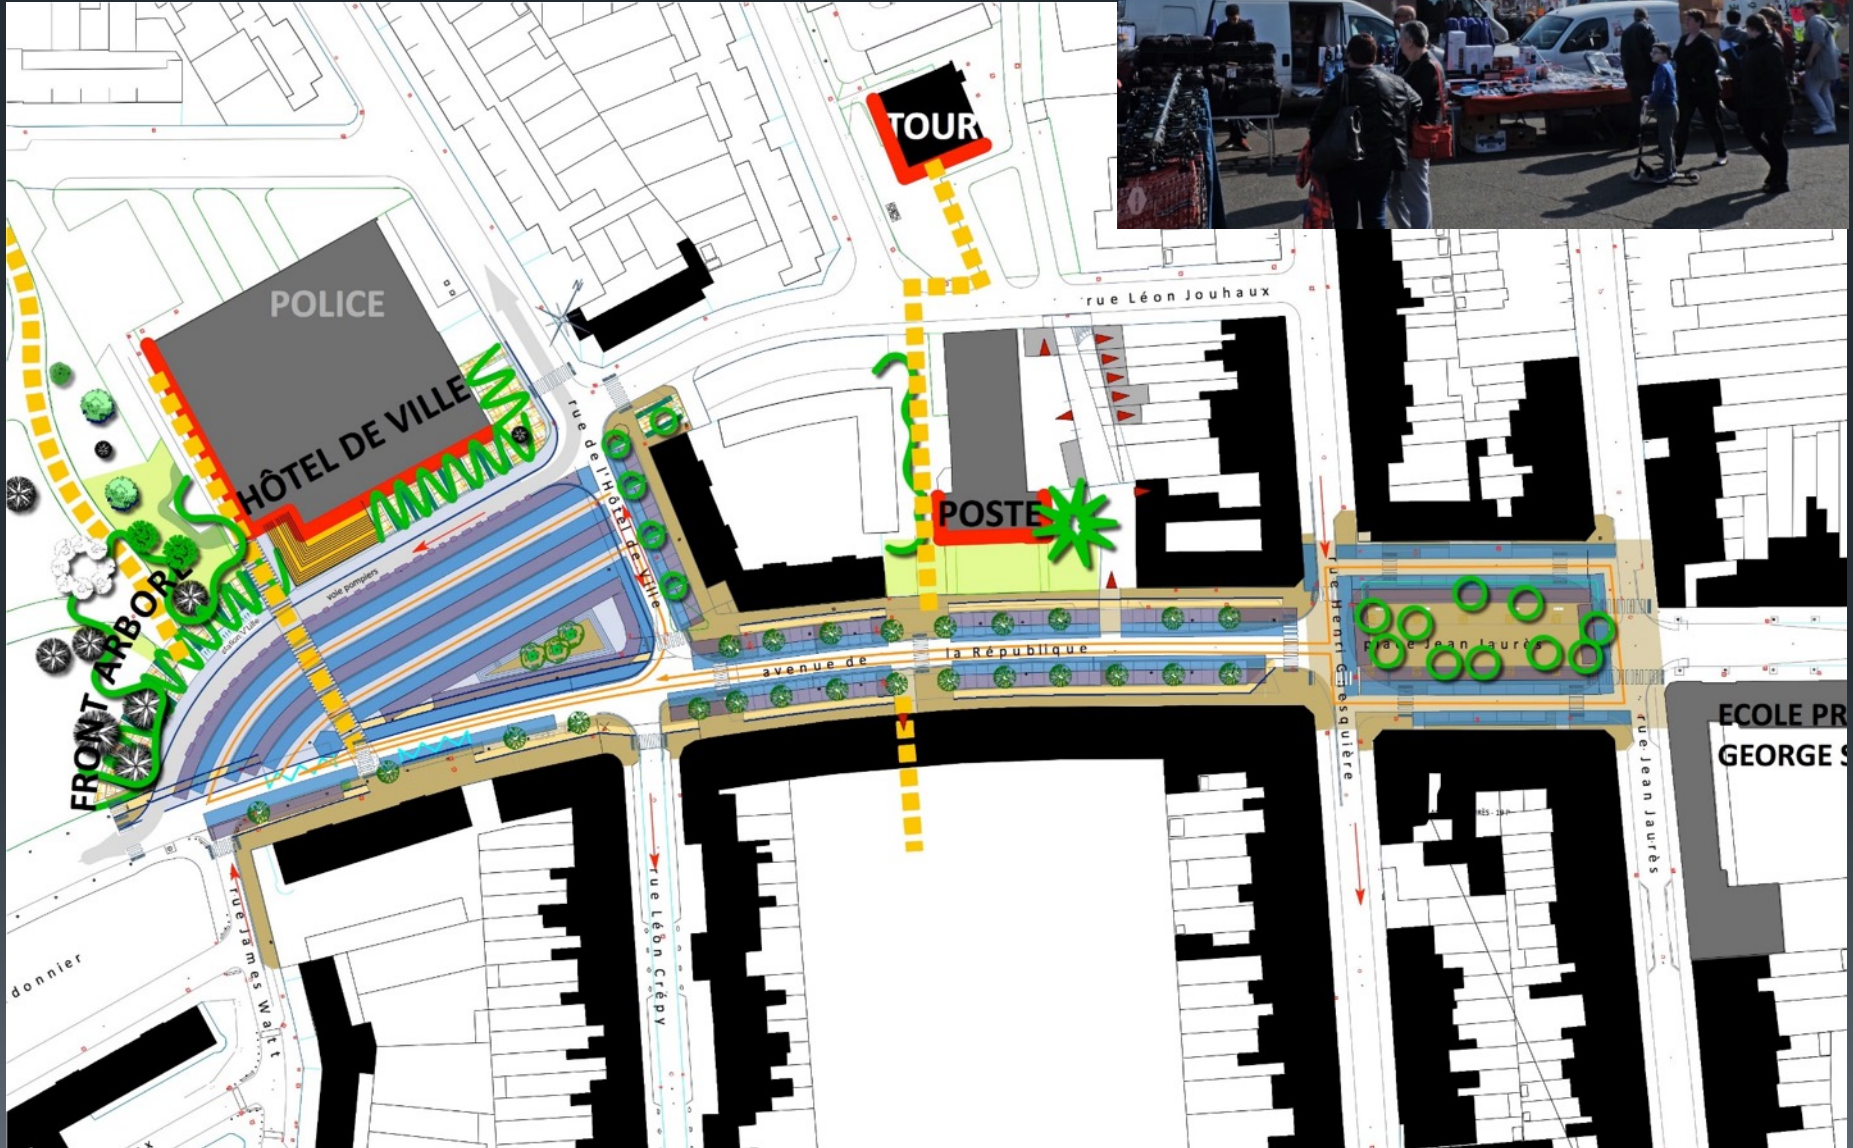 TOUR
rue Léon Jouhaux
POLICE
HÔTEL DE VILLE
rue de l'Hôtel de Ville
POSTE
voie pompiers
station V'Lille
FRONT ARBORÉ
avenue de la République
rue Henri Ghesquière
place Jean Jaurès
ECOLE PR
GEORGE S
rue Jean Jaurès
donnier
rue James Watt
rue Léon Crépy